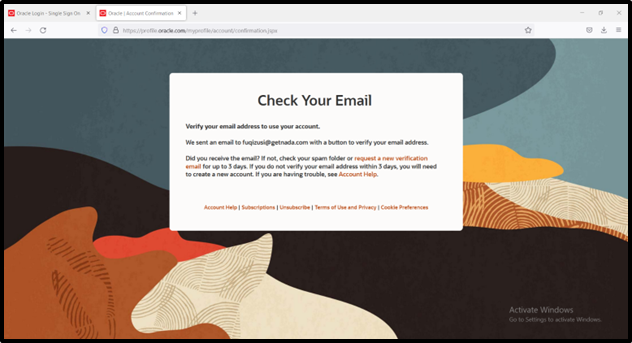 Oracle Login - Single Sign On
Oracle | Account Confirmation
https://profile.oracle.com/myprofile/account/confirmation.jspx
Check Your Email
Verify your email address to use your account.
We sent an email to fuqizusi@getnada.com with a button to verify your email address.
Did you receive the email? If not, check your spam folder or request a new verification
email for up to 3 days. If you do not verify your email address within 3 days, you will need
to create a new account. If you are having trouble, see Account Help.
Account Help | Subscriptions | Unsubscribe | Terms of Use and Privacy | Cookie Preferences
Activate Windows
Go to Settings to activate Windows.